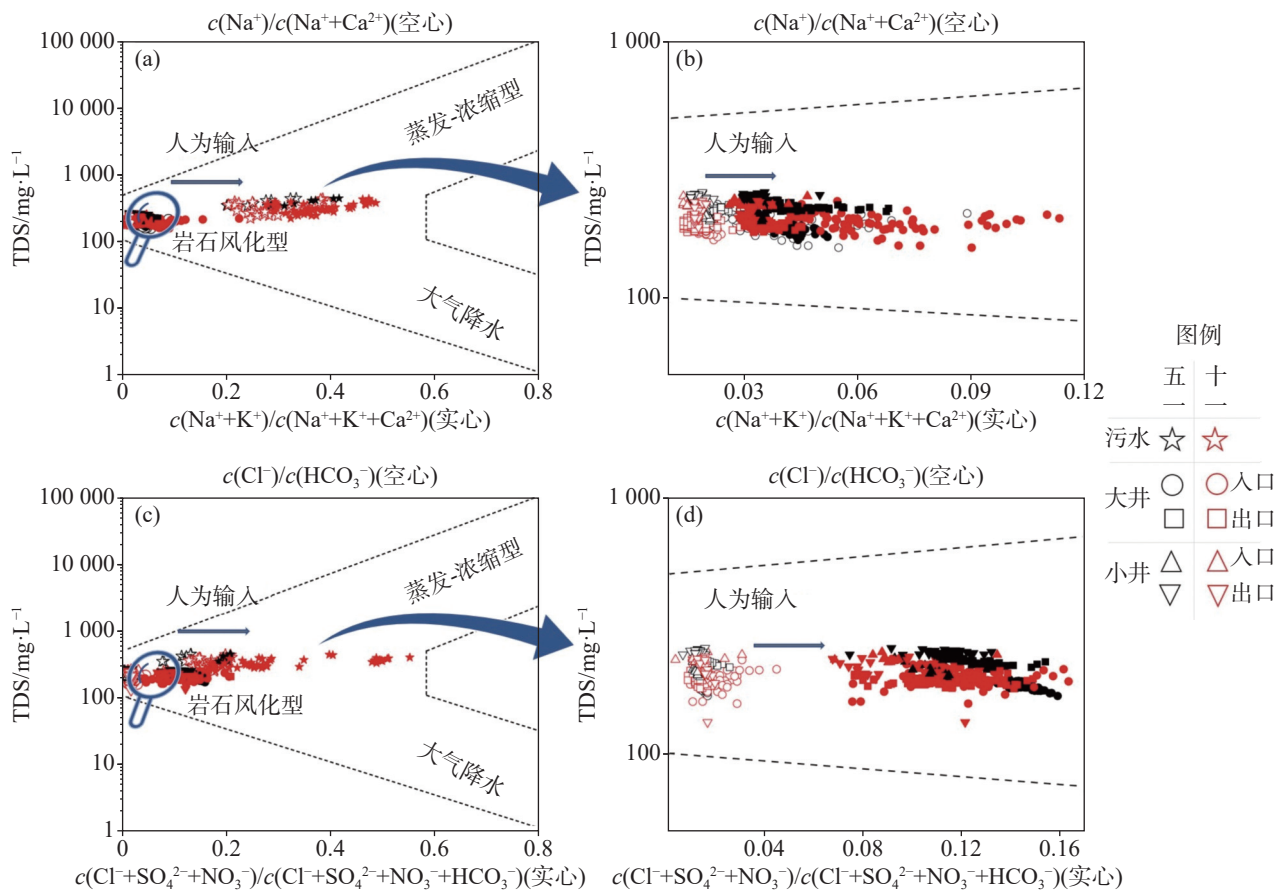 c(Na⁺)/c(Na⁺+Ca²⁺)(空心)
(a)
100 000
10 000
1 000
100
10
1
TDS/mg·L⁻¹
人为输入
蒸发-浓缩型
岩石风化型
大气降水
0 0.2 0.4 0.6 0.8
c(Na⁺+K⁺)/c(Na⁺+K⁺+Ca²⁺)(实心)
c(Na⁺)/c(Na⁺+Ca²⁺)(空心)
(b)
1 000
100
TDS/mg·L⁻¹
人为输入
0.03 0.06 0.09 0.12
c(Na⁺+K⁺)/c(Na⁺+K⁺+Ca²⁺)(实心)
c(Cl⁻)/c(HCO₃⁻)(空心)
(c)
100 000
10 000
1 000
100
10
1
TDS/mg·L⁻¹
人为输入
蒸发-浓缩型
岩石风化型
大气降水
0 0.2 0.4 0.6 0.8
c(Cl⁻+SO₄²⁻+NO₃⁻)/c(Cl⁻+SO₄²⁻+NO₃⁻+HCO₃⁻)(实心)
c(Cl⁻)/c(HCO₃⁻)(空心)
(d)
1 000
100
TDS/mg·L⁻¹
人为输入
0.04 0.08 0.12 0.16
c(Cl⁻+SO₄²⁻+NO₃⁻)/c(Cl⁻+SO₄²⁻+NO₃⁻+HCO₃⁻)(实心)
图例
五一 十一
污水
大井 入口
出口
小井 入口
出口